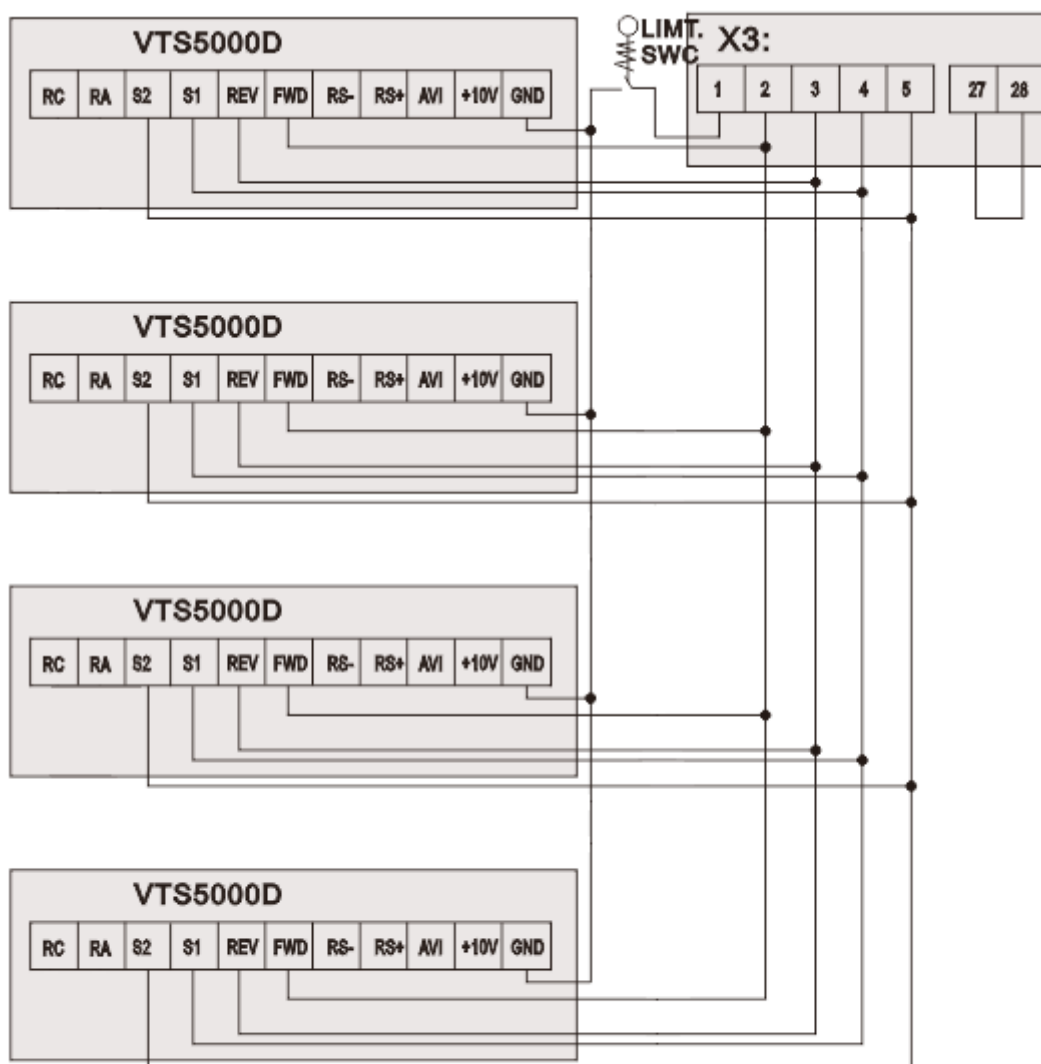 VTS5000D
RC RA S2 S1 REV FWD RS- RS+ AVI +10V GND
LIMT.
SWC
X3:
1 2 3 4 5 27 28
VTS5000D
RC RA S2 S1 REV FWD RS- RS+ AVI +10V GND
VTS5000D
RC RA S2 S1 REV FWD RS- RS+ AVI +10V GND
VTS5000D
RC RA S2 S1 REV FWD RS- RS+ AVI +10V GND